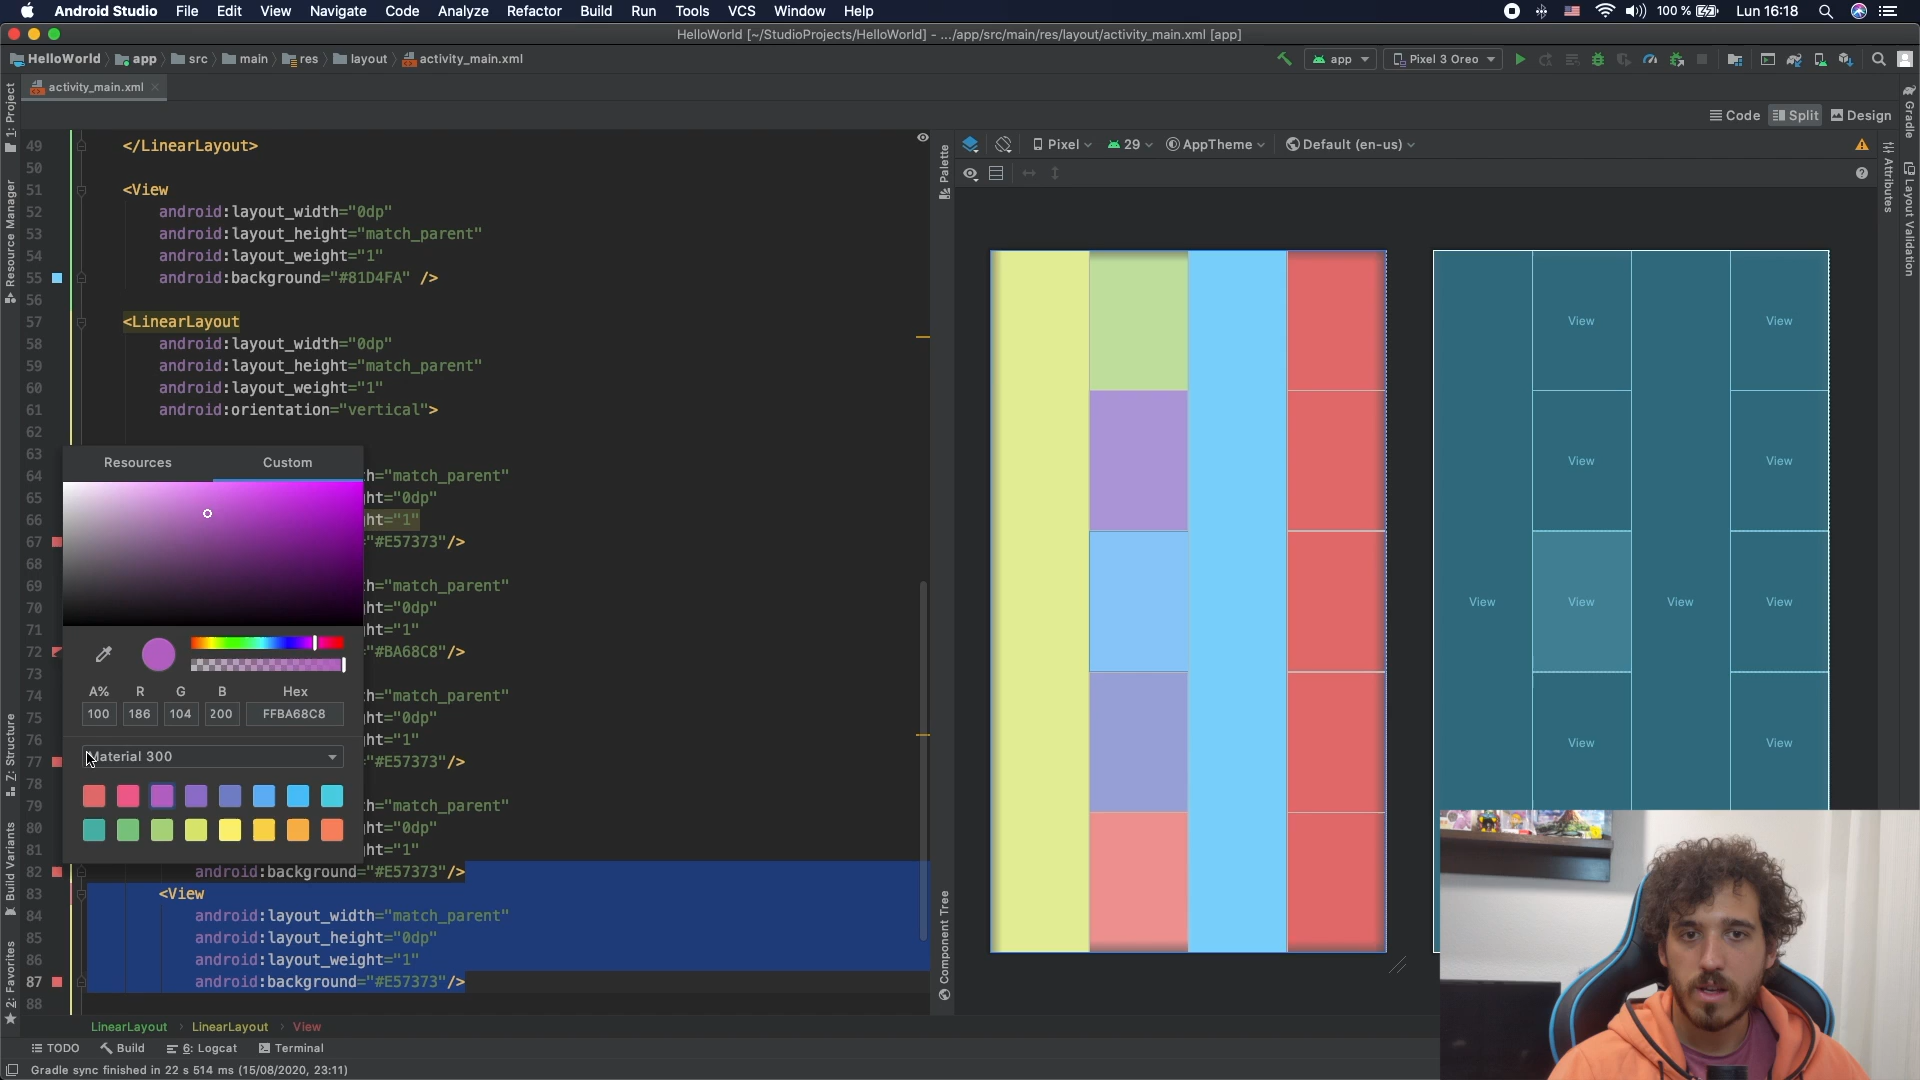 Android Studio File Edit View Navigate Code Analyze Refactor Build Run Tools VCS Window Help
100 % Lun 16:18
HelloWorld [~/StudioProjects/HelloWorld] - .../app/src/main/res/layout/activity_main.xml [app]
HelloWorld app src main res layout activity_main.xml
app Pixel 3 Oreo
1: Project
Resource Manager
activity_main.xml
Code Split Design
Gradle
Layout Validation
Attributes
Palette
Pixel 29 AppTheme Default (en-us)
49 </LinearLayout>
50
51 <View
52 android:layout_width="0dp"
53 android:layout_height="match_parent"
54 android:layout_weight="1"
55 android:background="#81D4FA" />
56
57 <LinearLayout
58 android:layout_width="0dp"
59 android:layout_height="match_parent"
60 android:layout_weight="1"
61 android:orientation="vertical">
62
63
64 h="match_parent"
65 ht="0dp"
66 ht="1"
67 "#E57373"/>
68
69 h="match_parent"
70 ht="0dp"
71 ht="1"
72 "#BA68C8"/>
73
74 h="match_parent"
75 ht="0dp"
76 ht="1"
77 "#E57373"/>
78
79 h="match_parent"
80 ht="0dp"
81 ht="1"
82 android:background="#E57373"/>
83 <View
84 android:layout_width="match_parent"
85 android:layout_height="0dp"
86 android:layout_weight="1"
87 android:background="#E57373"/>
88
Resources Custom
A% R G B Hex
100 186 104 200 FFBA68C8
Material 300
View View
View View
View View View View
View View
Component Tree
7: Structure
Build Variants
2: Favorites
LinearLayout LinearLayout View
TODO Build 6: Logcat Terminal
Gradle sync finished in 22 s 514 ms (15/08/2020, 23:11)